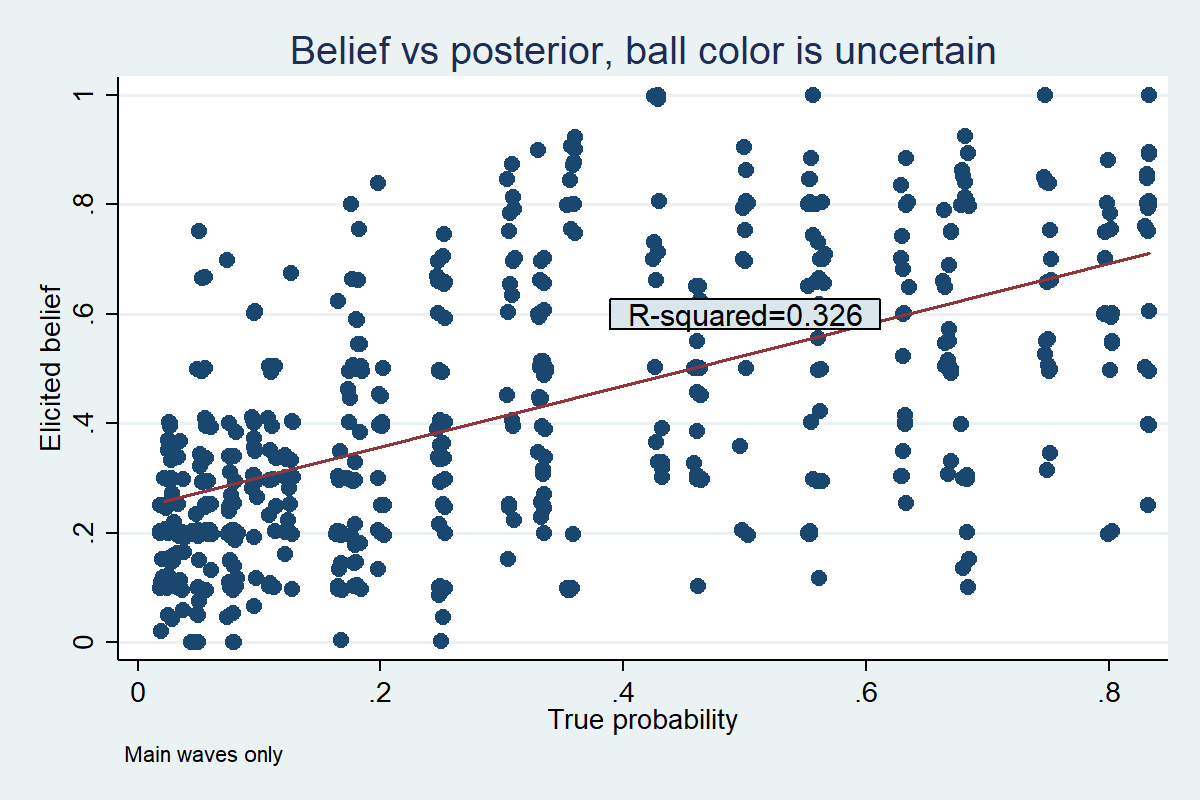 Belief vs posterior, ball color is uncertain
Elicited belief
1
.8
.6
.4
.2
0
R-squared=0.326
0 .2 .4 .6 .8
True probability
Main waves only